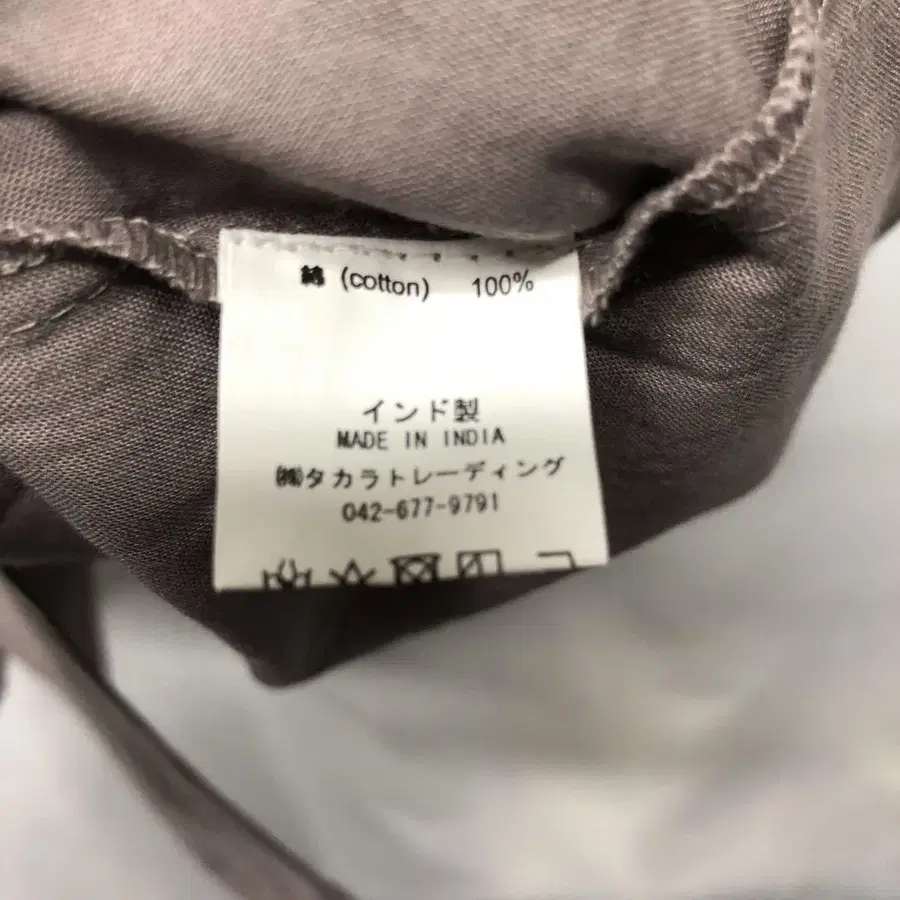 綿 (cotton) 100%
インド製
MADE IN INDIA
㈱タカラトレーディング
042-677-9791